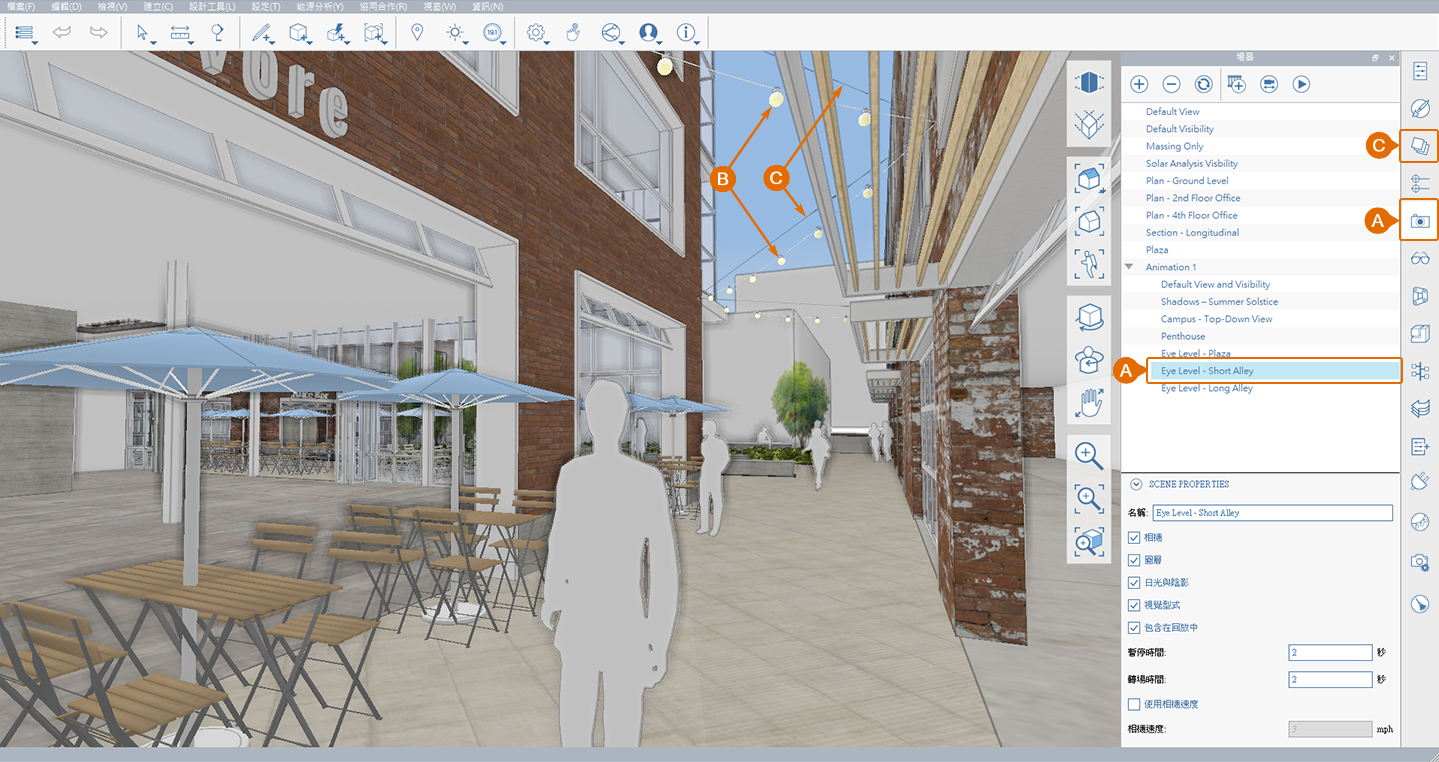 檔案(F) 編輯(D) 檢視(V) 建立(C) 設計工具(L) 設定(T) 能源分析(Y) 協同合作(R) 視窗(W) 資訊(N)
19.1
場景
vore
B
C
C
A
A
Default View
Default Visibility
Massing Only
Solar Analysis Visbility
Plan - Ground Level
Plan - 2nd Floor Office
Plan - 4th Floor Office
Section - Longitudinal
Plaza
Animation 1
Default View and Visibility
Shadows – Summer Solstice
Campus - Top-Down View
Penthouse
Eye Level - Plaza
Eye Level - Short Alley
Eye Level - Long Alley
SCENE PROPERTIES
名稱: Eye Level - Short Alley
相機
圖層
日光與陰影
視覺型式
包含在回放中
暫停時間: 2 秒
轉場時間: 2 秒
使用相機速度
相機速度: 3 mph